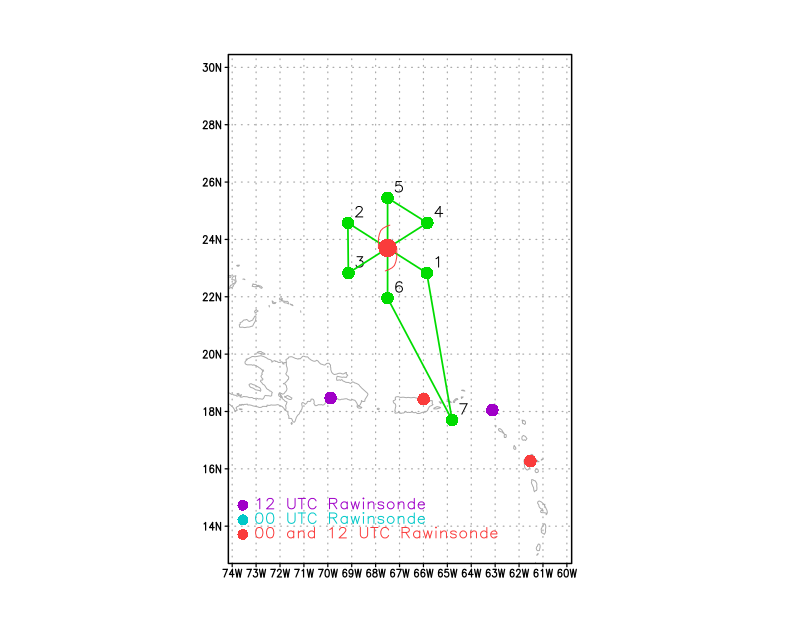 30N
28N
26N
5
2
4
24N
3
1
22N
6
20N
18N
7
16N
12 UTC Rawinsonde
00 UTC Rawinsonde
14N
00 and 12 UTC Rawinsonde
74W 73W 72W 71W 70W 69W 68W 67W 66W 65W 64W 63W 62W 61W 60W